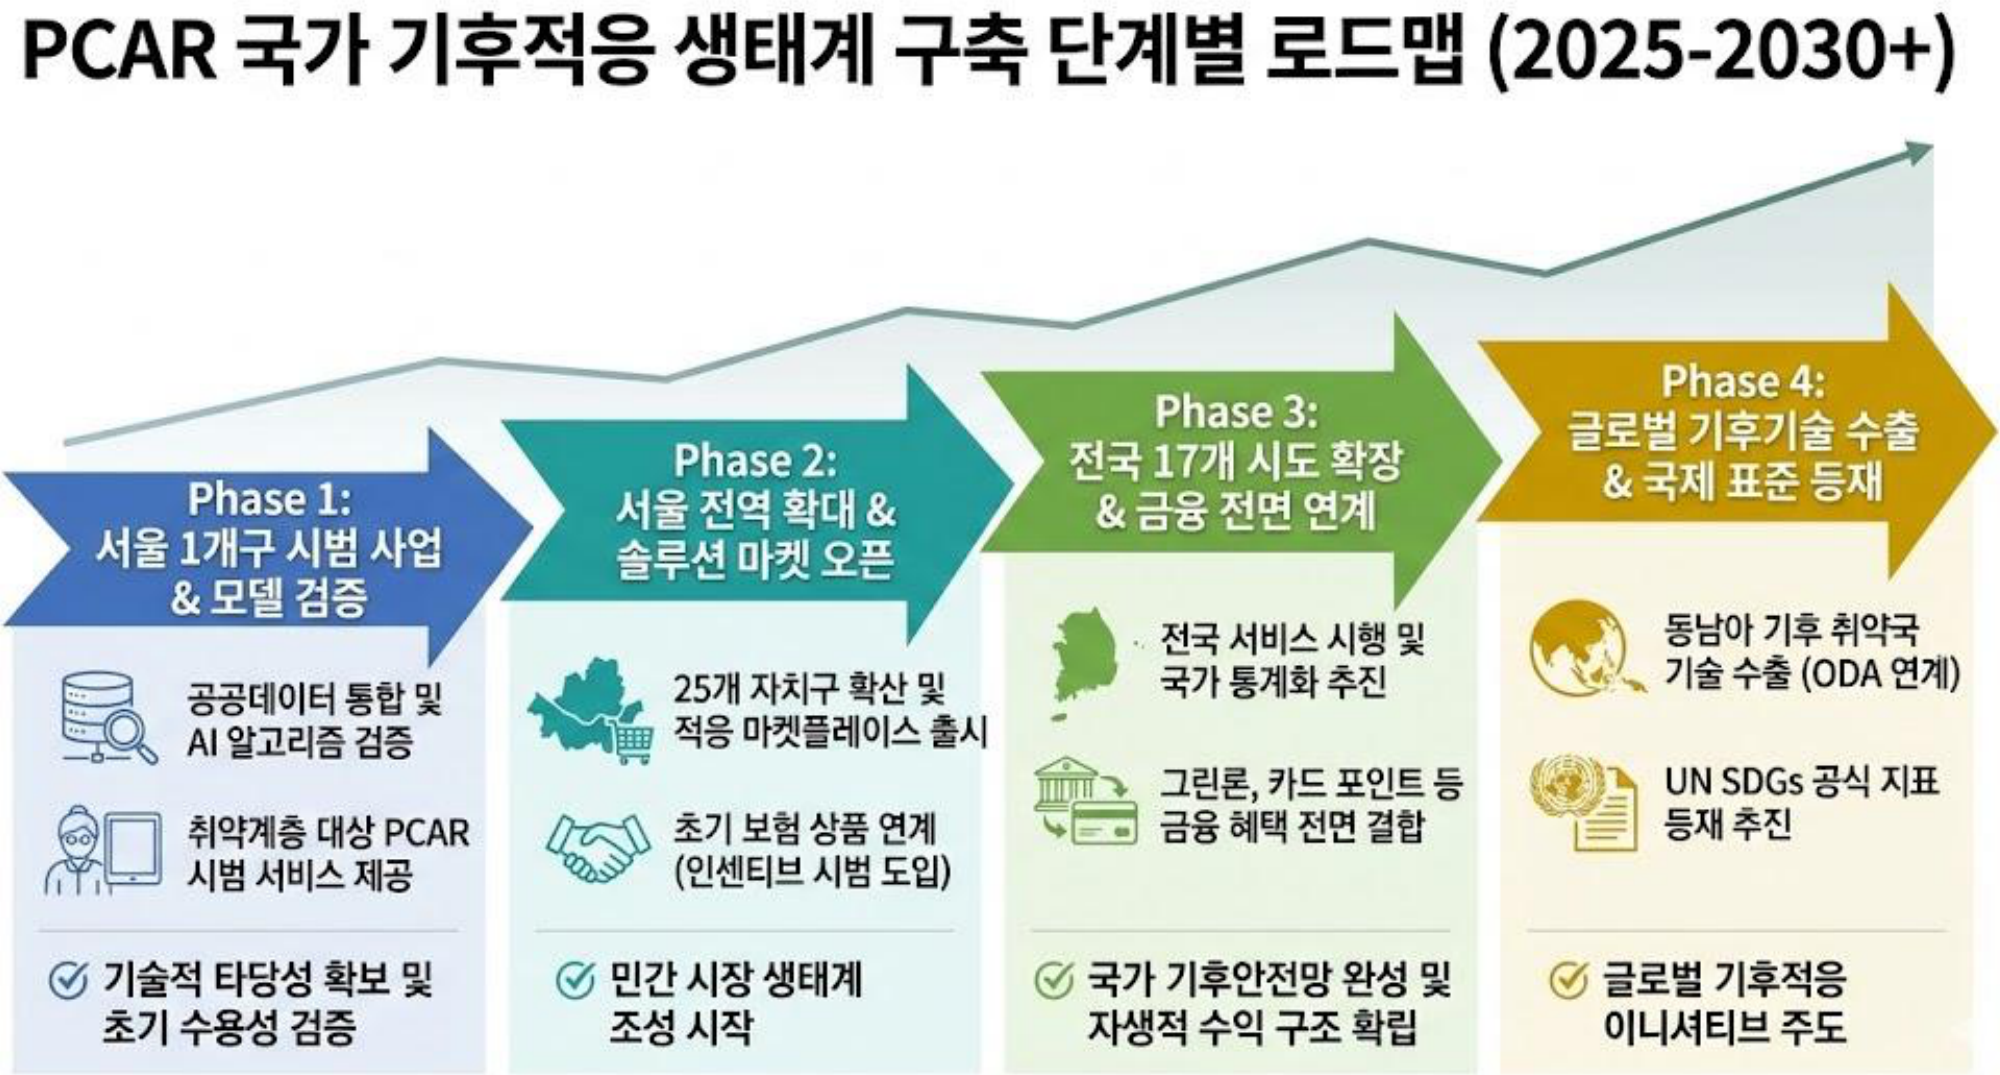 PCAR 국가 기후적응 생태계 구축 단계별 로드맵 (2025-2030+)
Phase 1:
서울 1개구 시범 사업
& 모델 검증
공공데이터 통합 및
AI 알고리즘 검증
취약계층 대상 PCAR
시범 서비스 제공
기술적 타당성 확보 및
초기 수용성 검증
Phase 2:
서울 전역 확대 &
솔루션 마켓 오픈
25개 자치구 확산 및
적응 마켓플레이스 출시
초기 보험 상품 연계
(인센티브 시범 도입)
민간 시장 생태계
조성 시작
Phase 3:
전국 17개 시도 확장
& 금융 전면 연계
전국 서비스 시행 및
국가 통계화 추진
그린론, 카드 포인트 등
금융 혜택 전면 결합
국가 기후안전망 완성 및
자생적 수익 구조 확립
Phase 4:
글로벌 기후기술 수출
& 국제 표준 등재
동남아 기후 취약국
기술 수출 (ODA 연계)
UN SDGs 공식 지표
등재 추진
글로벌 기후적응
이니셔티브 주도